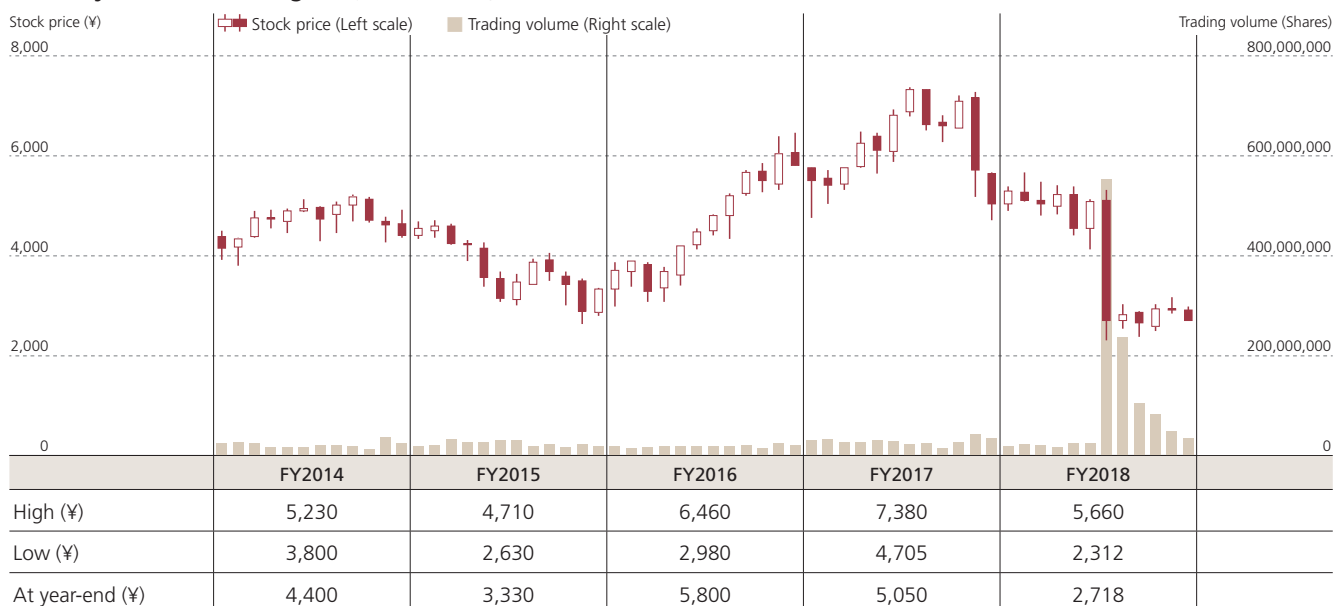 Stock price (¥) Stock price (Left scale) Trading volume (Right scale) Trading volume (Shares)
8,000 800,000,000
6,000 600,000,000
4,000 400,000,000
2,000 200,000,000
0 0
FY2014 FY2015 FY2016 FY2017 FY2018
High (¥) 5,230 4,710 6,460 7,380 5,660
Low (¥) 3,800 2,630 2,980 4,705 2,312
At year-end (¥) 4,400 3,330 5,800 5,050 2,718